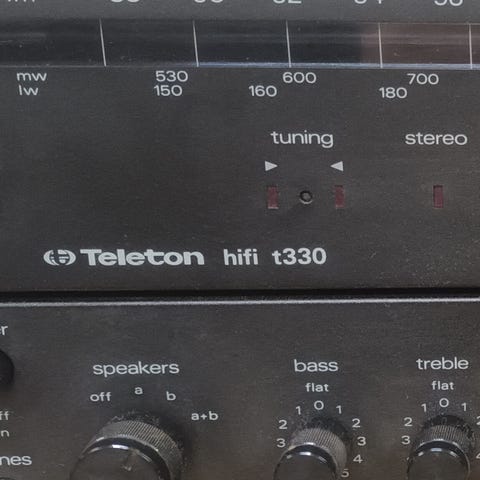 mw 530 600 700
lw 150 160 180
tuning stereo
Teleton hifi t330
speakers bass treble
off a b a+b
flat flat
0 0
1 1 1 1
2 2 2 2
3 3 3 3
4 4
5